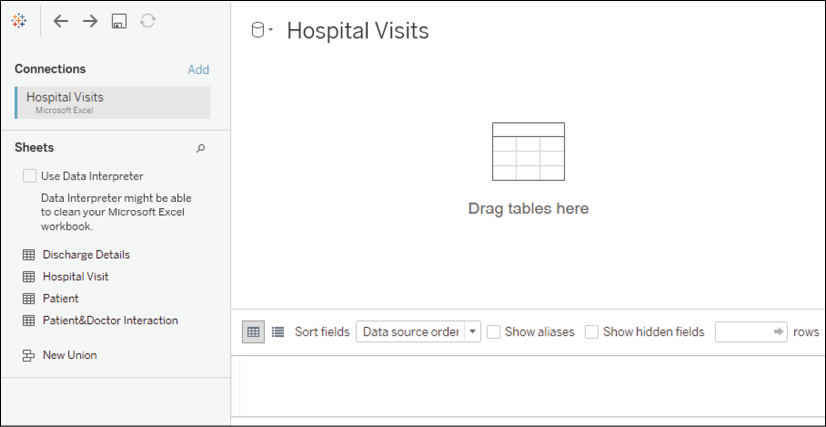 Hospital Visits
Connections Add
Hospital Visits
Microsoft Excel
Sheets
Use Data Interpreter
Data Interpreter might be able
to clean your Microsoft Excel
workbook.
Discharge Details
Hospital Visit
Patient
Patient&Doctor Interaction
New Union
Drag tables here
Sort fields Data source order Show aliases Show hidden fields rows